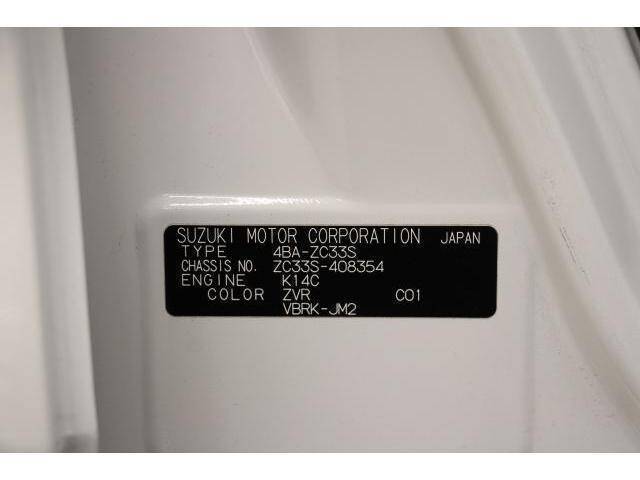 SUZUKI MOTOR CORPORATION JAPAN
TYPE 4BA-ZC33S
CHASSIS NO. ZC33S-408354
ENGINE K14C
COLOR ZVR C01
VBRK-JM2